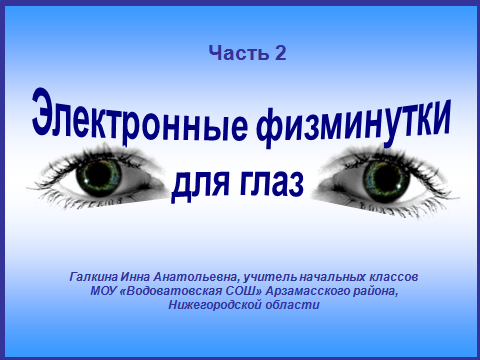 Часть 2
Электронные физминутки
для глаз
Галкина Инна Анатольевна, учитель начальных классов
МОУ «Водоватовская СОШ» Арзамасского района,
Нижегородской области